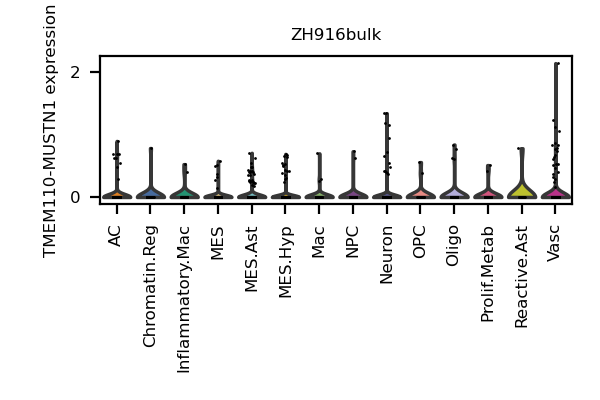 ZH916bulk
TMEM110-MUSTN1 expression
2
0
AC
Chromatin.Reg
Inflammatory.Mac
MES
MES.Ast
MES.Hyp
Mac
NPC
Neuron
OPC
Oligo
Prolif.Metab
Reactive.Ast
Vasc